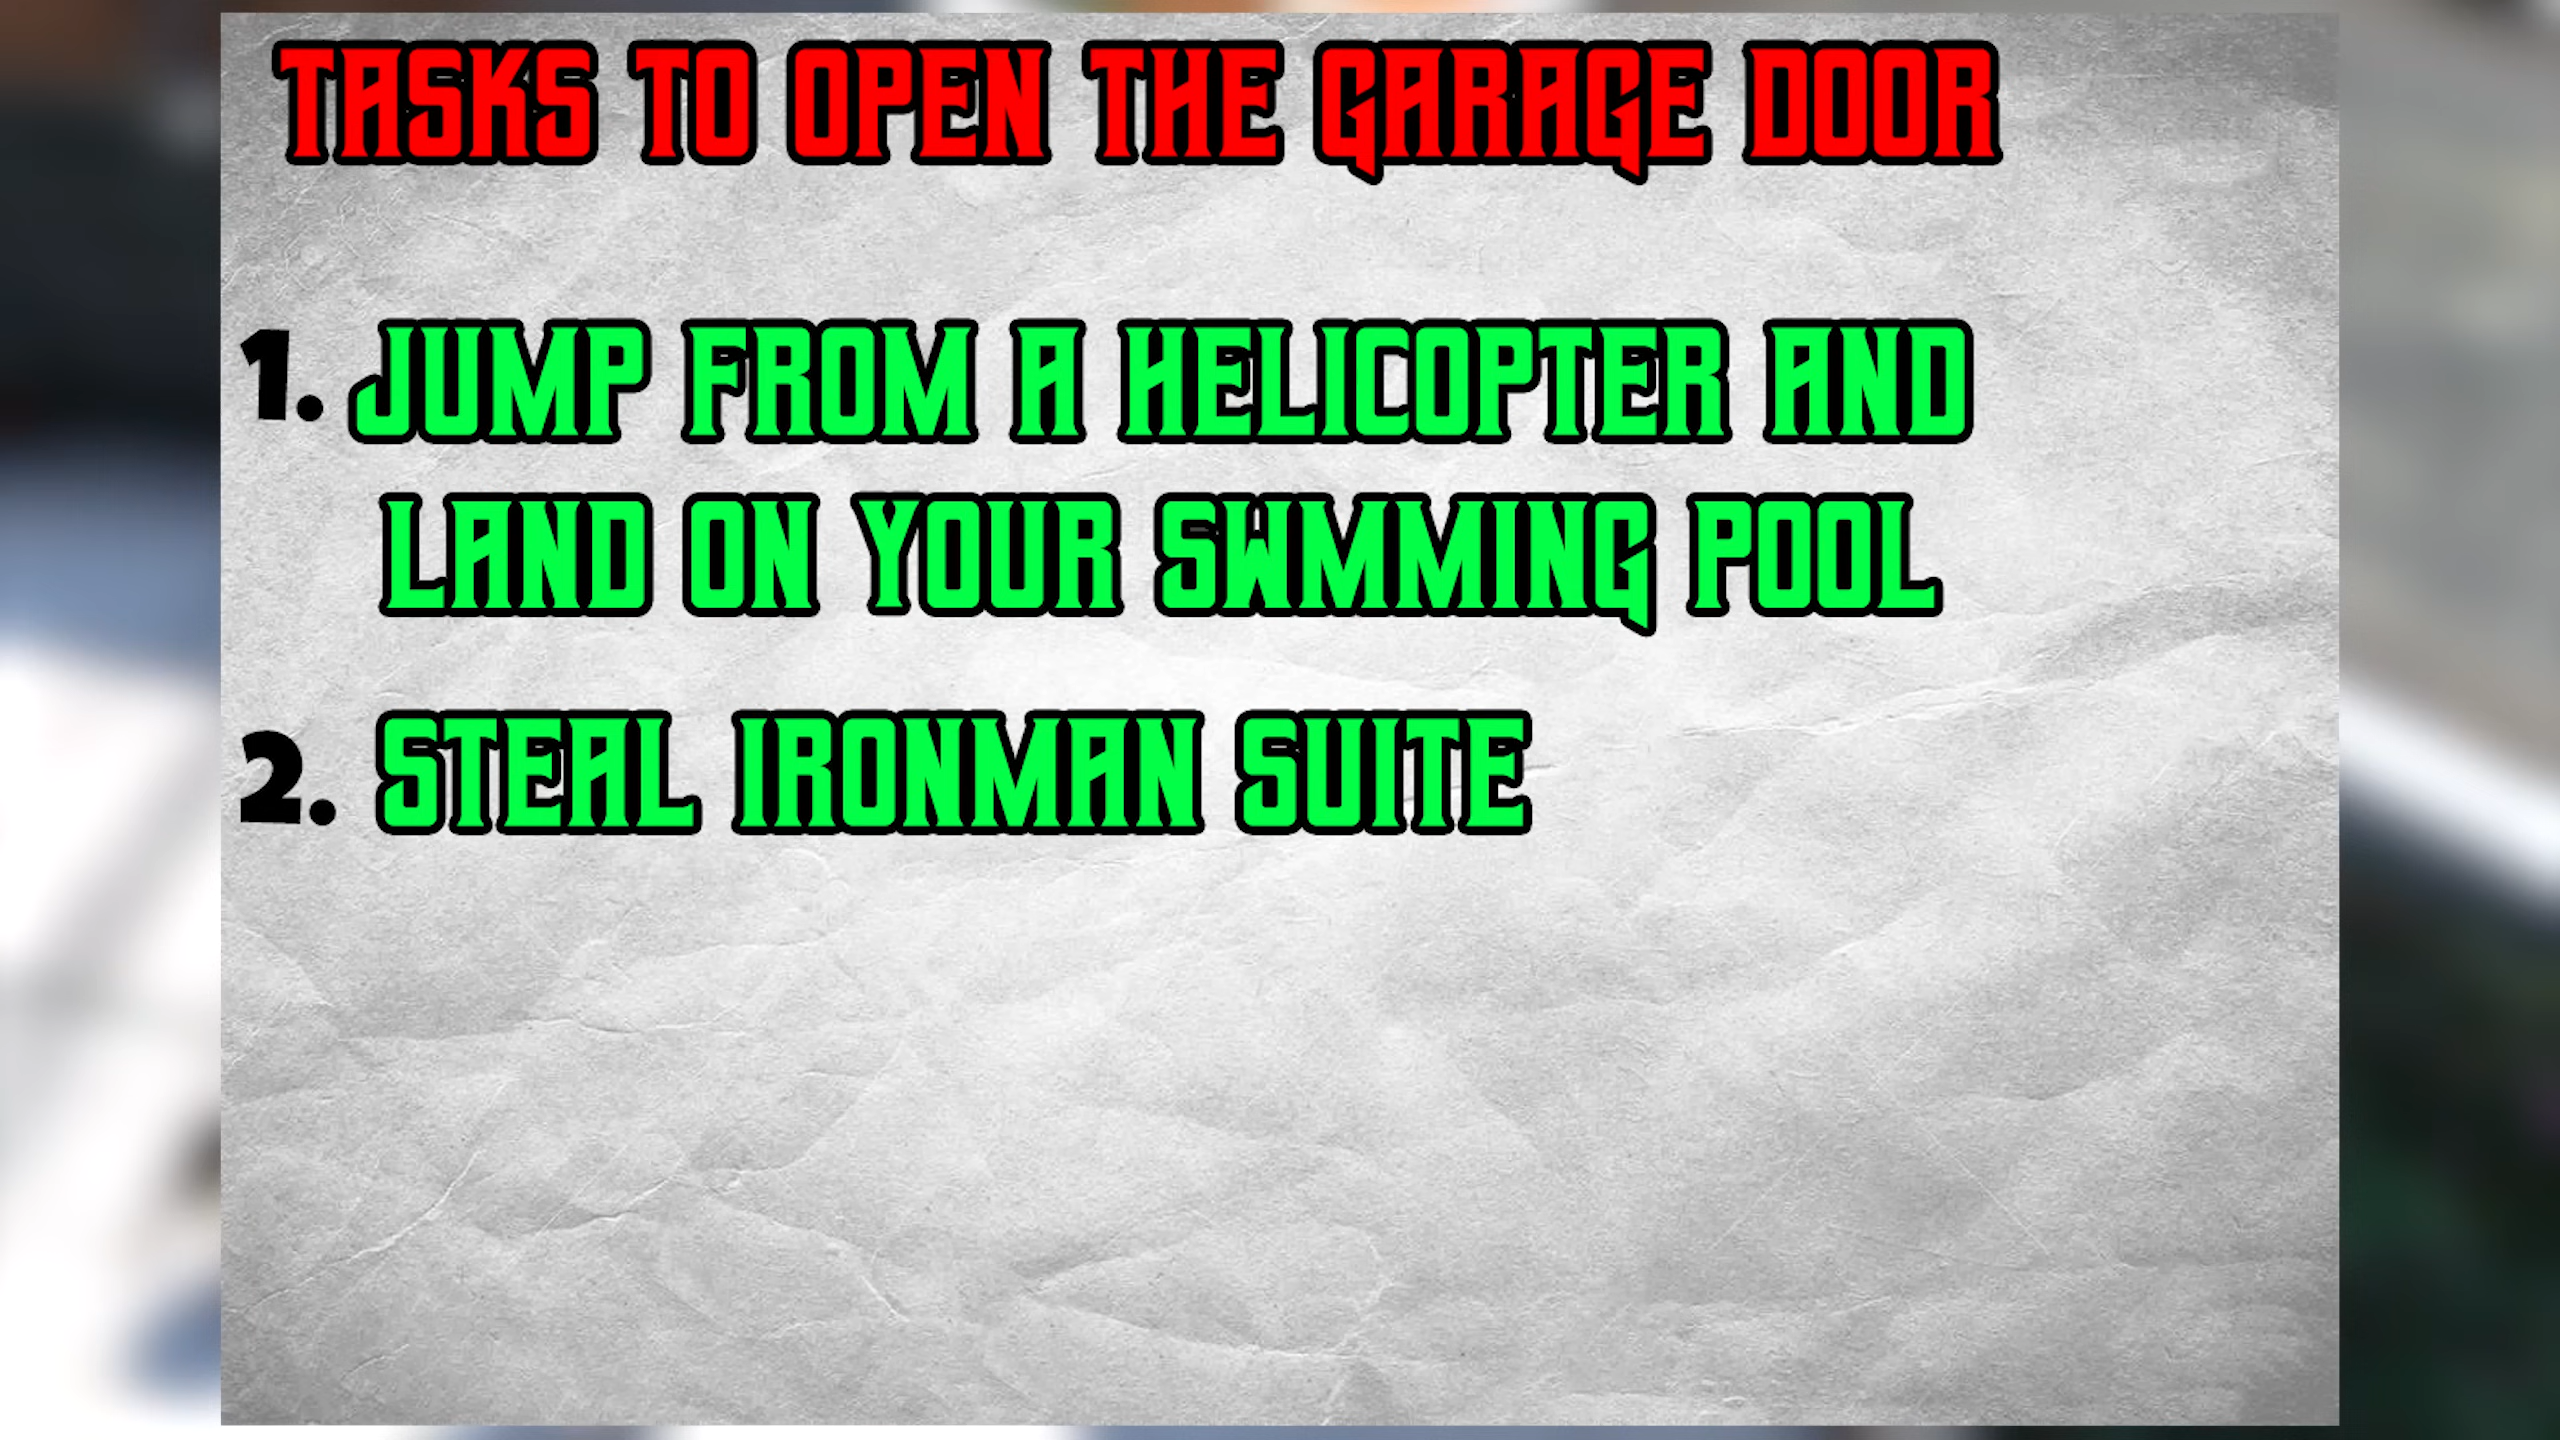 TASKS TO OPEN THE GARAGE DOOR
1. JUMP FROM A HELICOPTER AND
LAND ON YOUR SWMMING POOL
2. STEAL IRONMAN SUITE